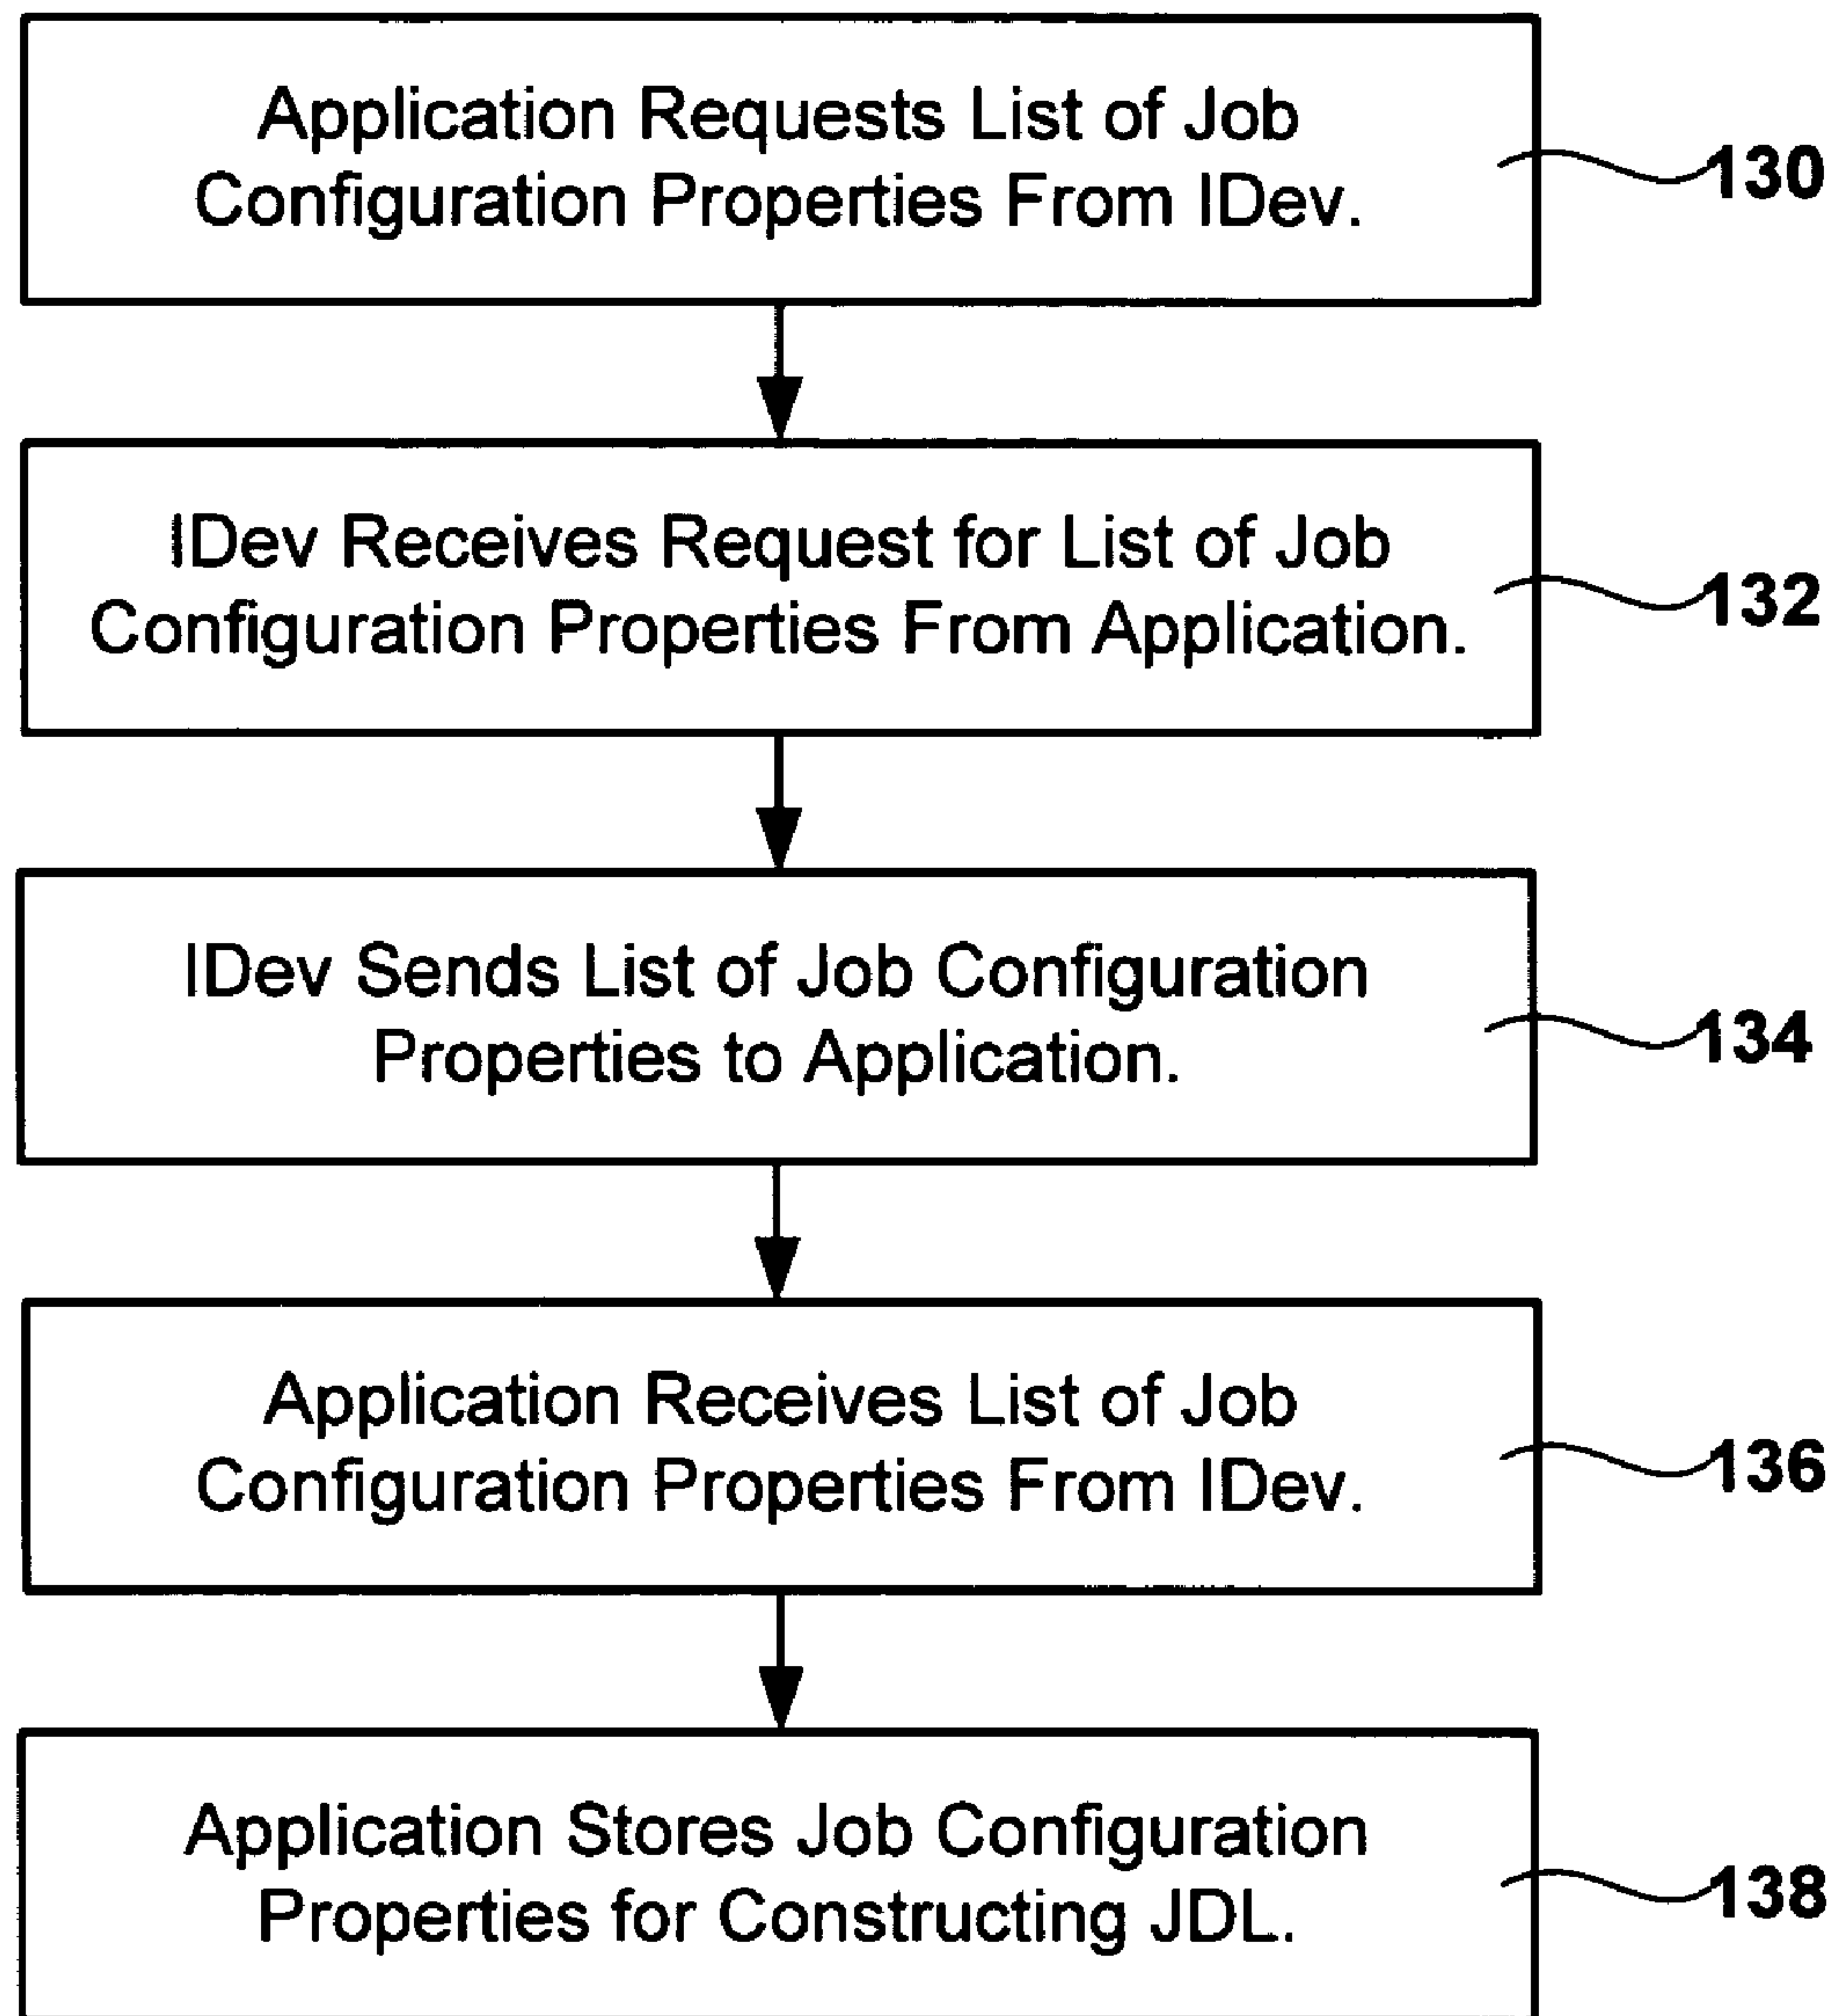 Application Requests List of Job
Configuration Properties From IDev.
130
IDev Receives Request for List of Job
Configuration Properties From Application.
132
IDev Sends List of Job Configuration
Properties to Application.
134
Application Receives List of Job
Configuration Properties From IDev.
136
Application Stores Job Configuration
Properties for Constructing JDL.
138